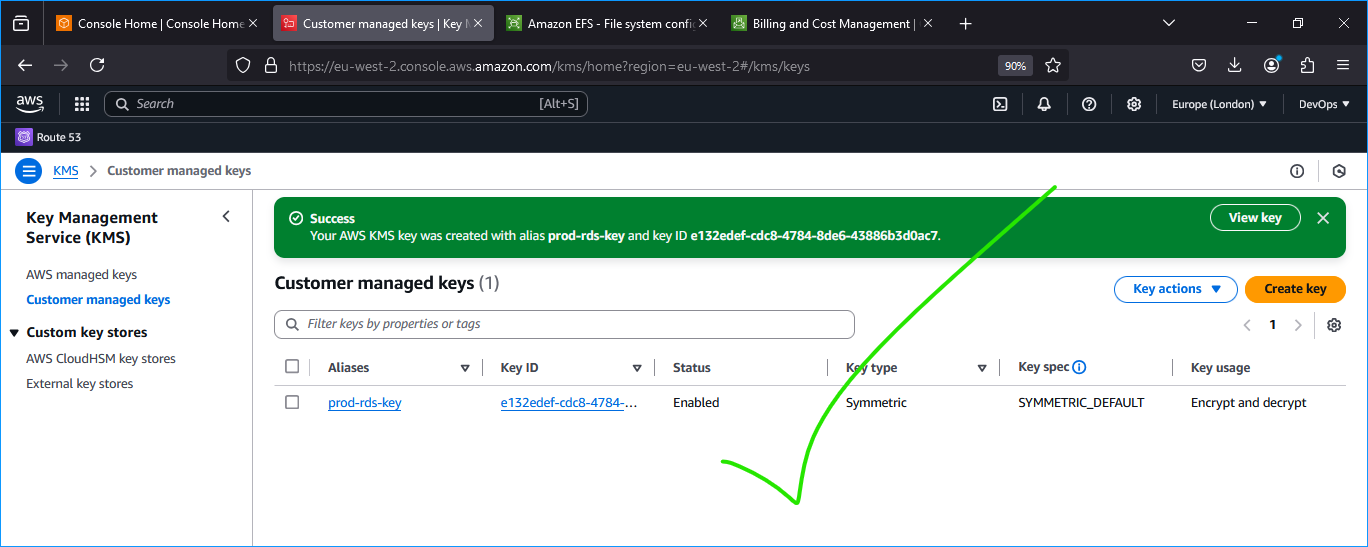 Console Home | Console Home
Customer managed keys | Key M
Amazon EFS - File system config
Billing and Cost Management |
https://eu-west-2.console.aws.amazon.com/kms/home?region=eu-west-2#/kms/keys
90%
aws
Search
[Alt+S]
Europe (London)
DevOps
Route 53
KMS
Customer managed keys
Key Management
Service (KMS)
AWS managed keys
Customer managed keys
Custom key stores
AWS CloudHSM key stores
External key stores
Success
Your AWS KMS key was created with alias prod-rds-key and key ID e132edef-cdc8-4784-8de6-43886b3d0ac7.
View key
Customer managed keys (1)
Key actions
Create key
Filter keys by properties or tags
1
Aliases
Key ID
Status
Key type
Key spec
Key usage
prod-rds-key
e132edef-cdc8-4784-...
Enabled
Symmetric
SYMMETRIC_DEFAULT
Encrypt and decrypt